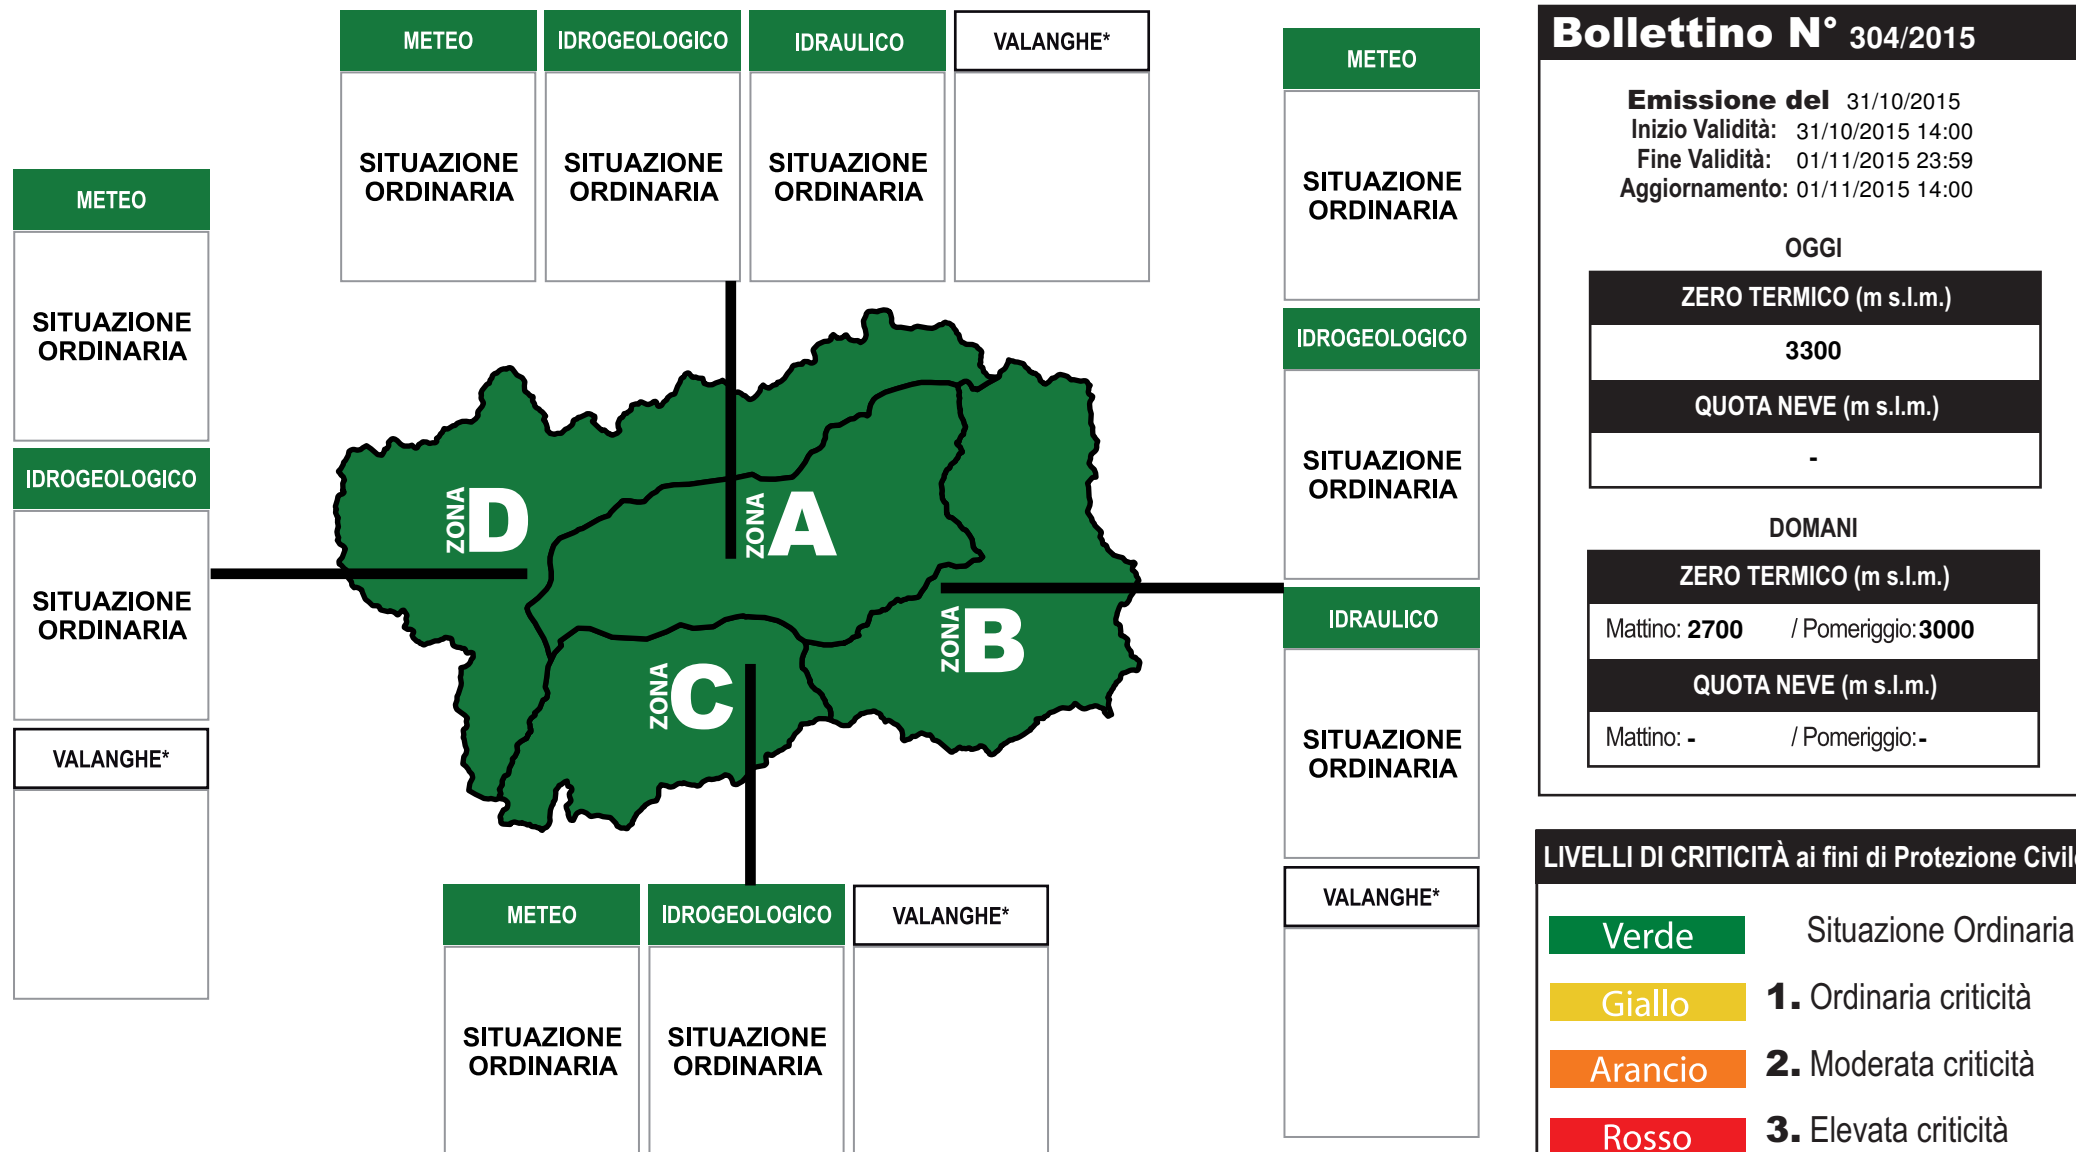 METEO
IDROGEOLOGICO
IDRAULICO
VALANGHE*
SITUAZIONE
ORDINARIA
SITUAZIONE
ORDINARIA
SITUAZIONE
ORDINARIA
METEO
SITUAZIONE
ORDINARIA
IDROGEOLOGICO
SITUAZIONE
ORDINARIA
VALANGHE*
ZONA D
ZONA A
ZONA B
ZONA C
METEO
SITUAZIONE
ORDINARIA
IDROGEOLOGICO
SITUAZIONE
ORDINARIA
IDRAULICO
SITUAZIONE
ORDINARIA
VALANGHE*
METEO
IDROGEOLOGICO
VALANGHE*
SITUAZIONE
ORDINARIA
SITUAZIONE
ORDINARIA
Bollettino N° 304/2015
Emissione del 31/10/2015
Inizio Validità: 31/10/2015 14:00
Fine Validità: 01/11/2015 23:59
Aggiornamento: 01/11/2015 14:00
OGGI
ZERO TERMICO (m s.l.m.)
3300
QUOTA NEVE (m s.l.m.)
-
DOMANI
ZERO TERMICO (m s.l.m.)
Mattino: 2700 / Pomeriggio: 3000
QUOTA NEVE (m s.l.m.)
Mattino: - / Pomeriggio: -
LIVELLI DI CRITICITÀ ai fini di Protezione Civil
Verde Situazione Ordinaria
Giallo 1. Ordinaria criticità
Arancio 2. Moderata criticità
Rosso 3. Elevata criticità